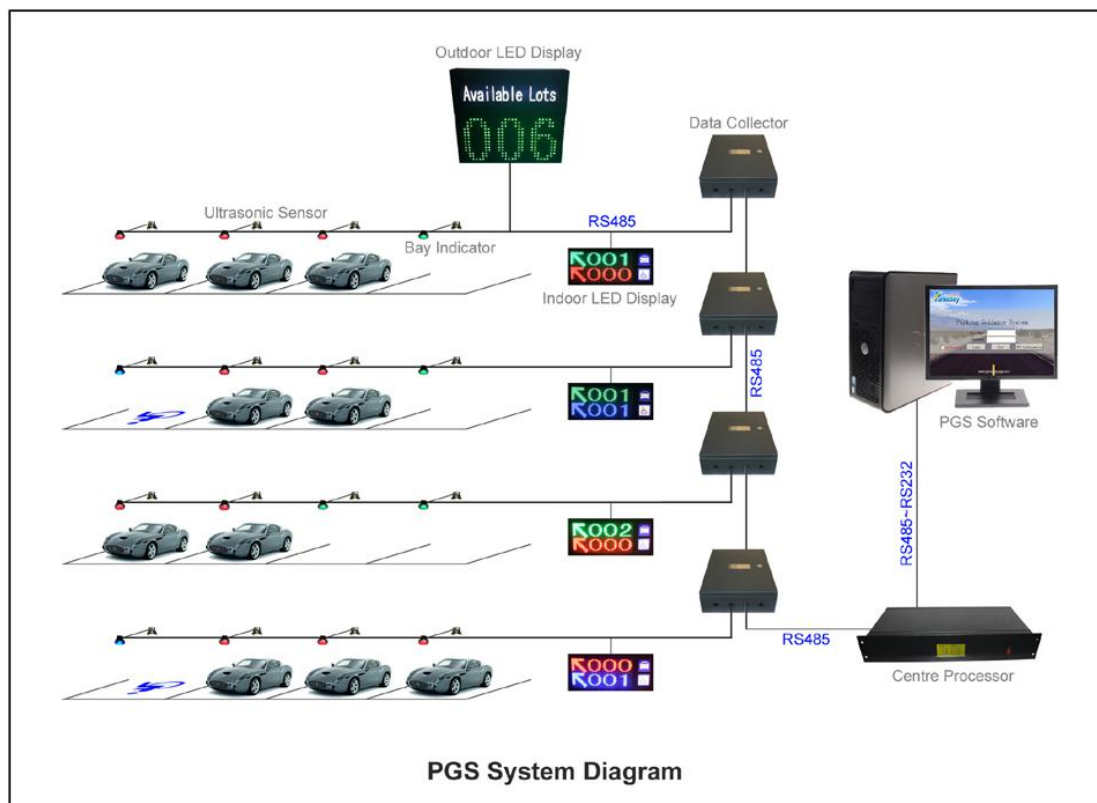 Outdoor LED Display
Available Lots
006
Data Collector
Ultrasonic Sensor
RS485
Bay Indicator
001
000
Indoor LED Display
Parking Guidance System
RS485
001
001
PGS Software
RS485~RS232
002
000
RS485
000
001
Centre Processor
PGS System Diagram